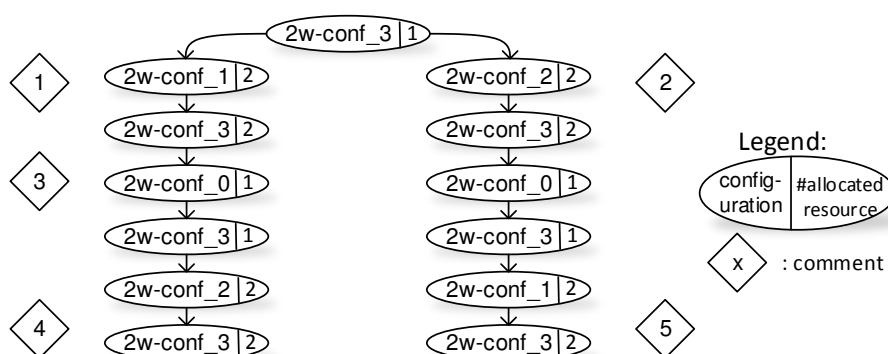 2w-conf_3 1
1 2w-conf_1 2 2w-conf_2 2 2
2w-conf_3 2 2w-conf_3 2
3 2w-conf_0 1 2w-conf_0 1
2w-conf_3 1 2w-conf_3 1
2w-conf_2 2 2w-conf_1 2
4 2w-conf_3 2 2w-conf_3 2 5
Legend:
config-
uration
#allocated
resource
x : comment